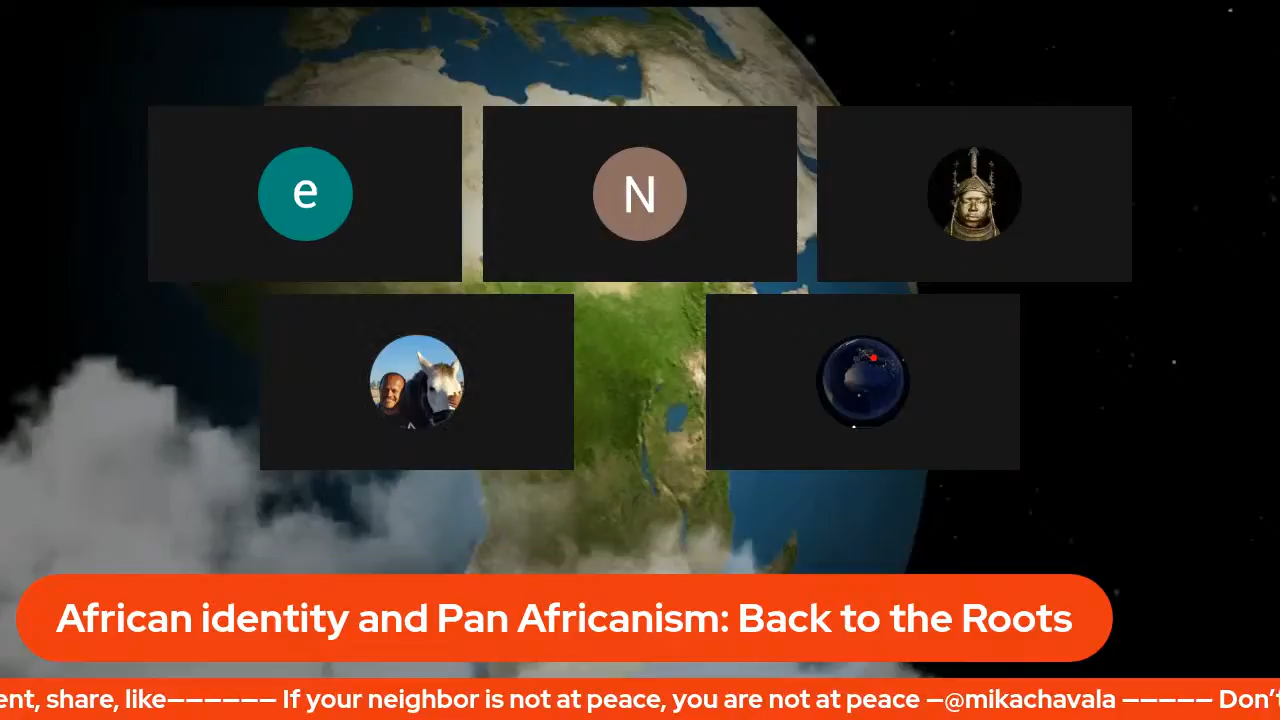 e
N
African identity and Pan Africanism: Back to the Roots
ent, share, like—————— If your neighbor is not at peace, you are not at peace —@mikachavala ————— Don't